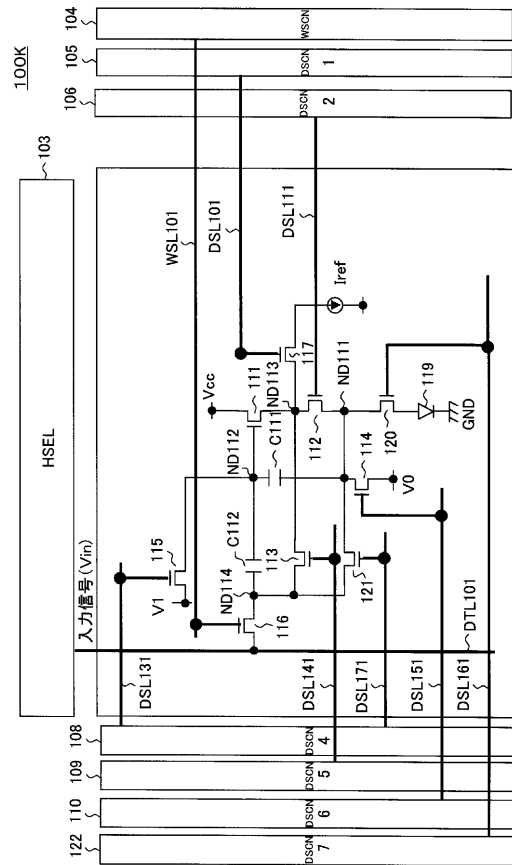 100K
104
WSCN
105
DSCN 1
106
DSCN 2
103
HSEL
WSL101
DSL101
DSL111
入力信号(Vin)
DSL131
115
V1
ND112
Vcc
111
ND113
117
Iref
C112
C111
ND114
116
113
112
ND111
120
119
GND
114
V0
121
DSL141
DSL171
DSL151
DSL161
DTL101
108
DSCN 4
109
DSCN 5
110
DSCN 6
122
DSCN 7